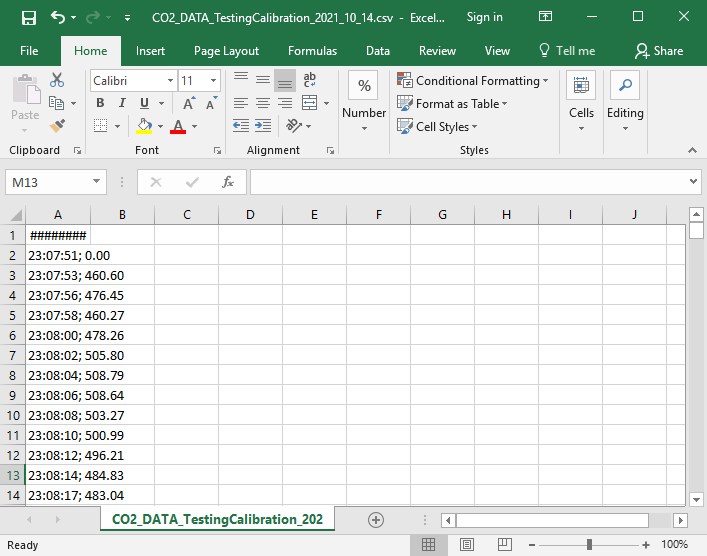 CO2_DATA_TestingCalibration_2021_10_14.csv - Excel... Sign in
File Home Insert Page Layout Formulas Data Review View Tell me Share
Paste
Clipboard
Calibri 11
B I U A A
A
Font
ab c
Alignment
%
Number
Conditional Formatting
Format as Table
Cell Styles
Styles
Cells
Editing
M13 fx
A B C D E F G H I J
1 ########
2 23:07:51; 0.00
3 23:07:53; 460.60
4 23:07:56; 476.45
5 23:07:58; 460.27
6 23:08:00; 478.26
7 23:08:02; 505.80
8 23:08:04; 508.79
9 23:08:06; 508.64
10 23:08:08; 503.27
11 23:08:10; 500.99
12 23:08:12; 496.21
13 23:08:14; 484.83
14 23:08:17; 483.04
CO2_DATA_TestingCalibration_202
Ready 100%